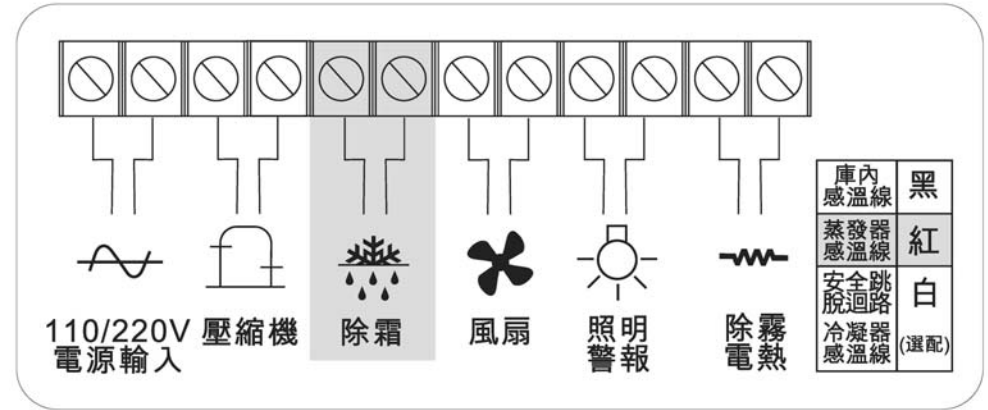 110/220V
電源輸入
壓縮機
除霜
風扇
照明
警報
除霧
電熱
庫內
感溫線
黑
蒸發器
感溫線
紅
安全跳
脫迴路
白
冷凝器
感溫線
(選配)